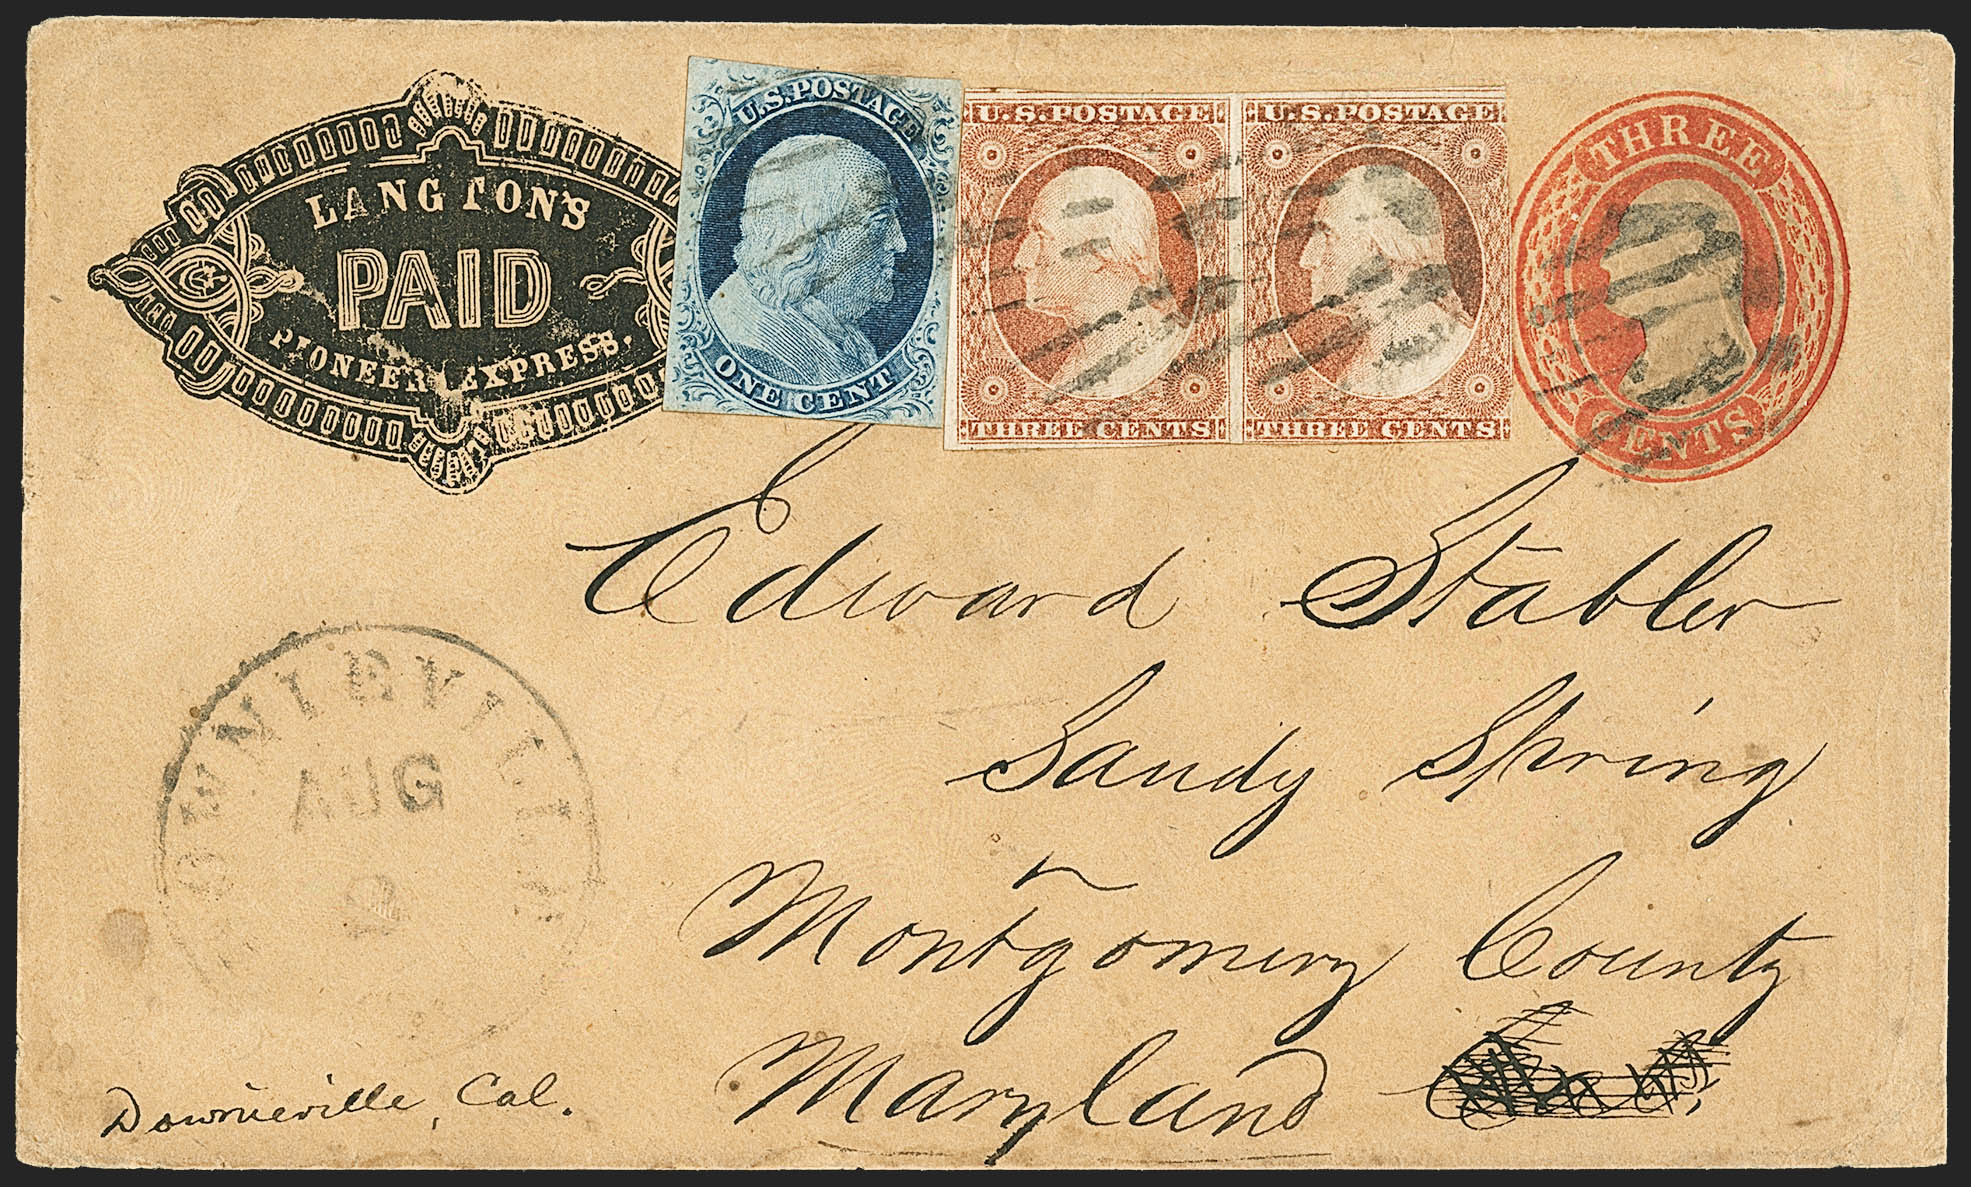 LANGTON'S
PAID
PIONEER EXPRESS.
U.S. POSTAGE
ONE CENT
U.S. POSTAGE
THREE CENTS
U.S. POSTAGE
THREE CENTS
THREE
CENTS
Edward Stabler
Sandy Spring
Montgomery County
Maryland
OWNIEVILLE
AUG
Downieville, Cal.